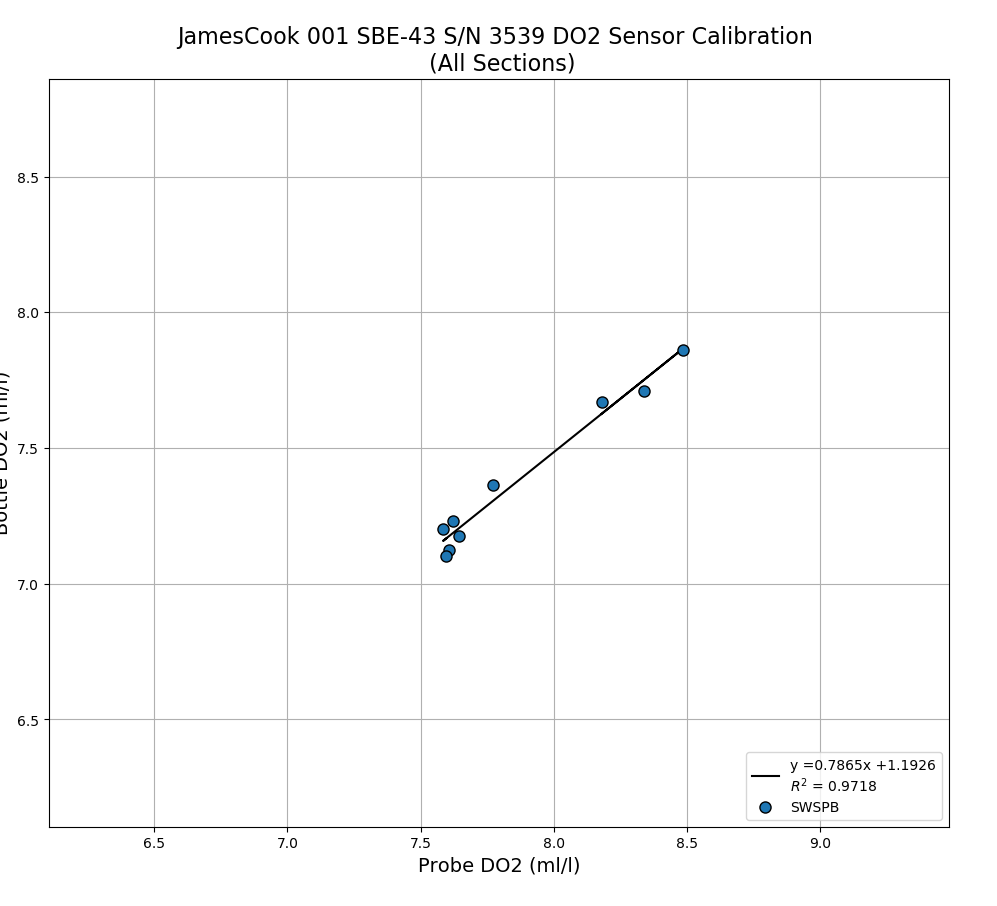 JamesCook 001 SBE-43 S/N 3539 DO2 Sensor Calibration
(All Sections)
8.5
8.0
7.5
7.0
6.5
DO2
6.5
7.0
7.5
8.0
8.5
9.0
Probe DO2 (ml/l)
y =0.7865x +1.1926
R² = 0.9718
SWSPB